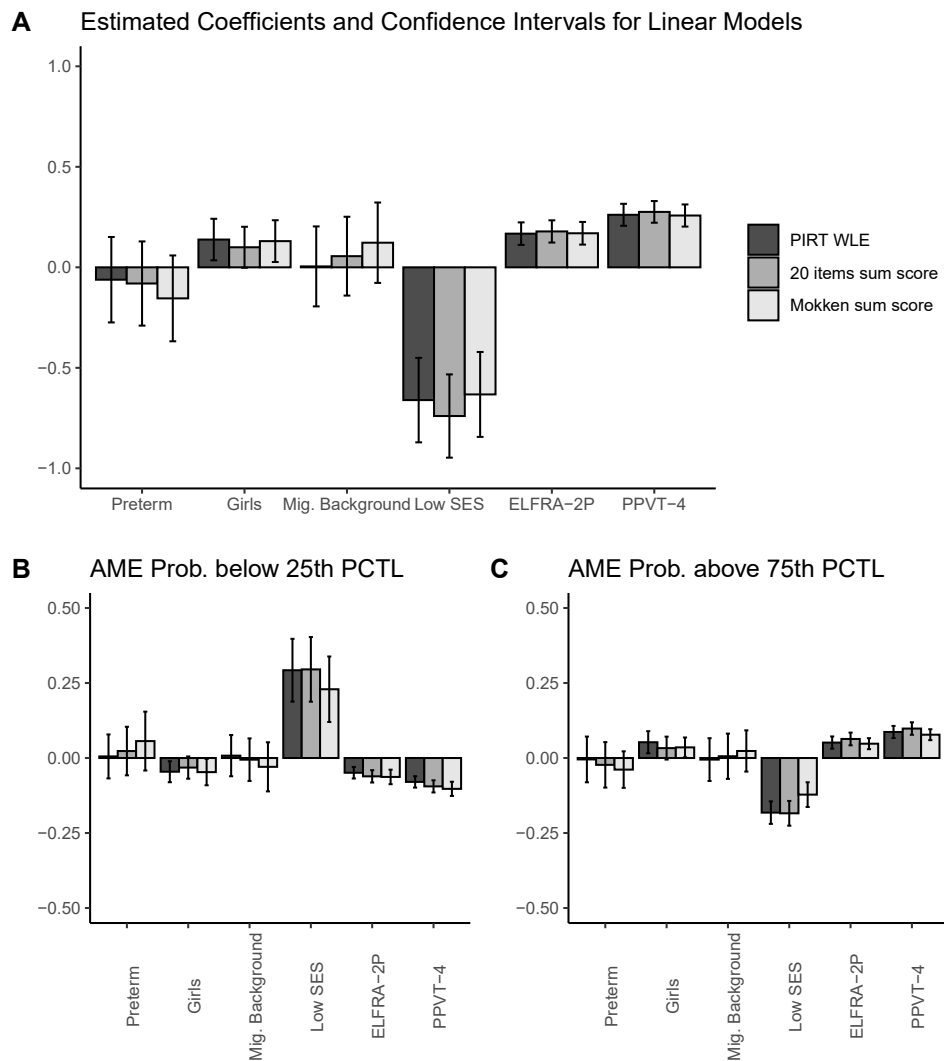 A Estimated Coefficients and Confidence Intervals for Linear Models
1.0
0.5
0.0
−0.5
−1.0
Preterm Girls Mig. Background Low SES ELFRA−2P PPVT−4
PIRT WLE
20 items sum score
Mokken sum score
B AME Prob. below 25th PCTL
0.50
0.25
0.00
−0.25
−0.50
Preterm
Girls
Mig. Background
Low SES
ELFRA−2P
PPVT−4
C AME Prob. above 75th PCTL
0.50
0.25
0.00
−0.25
−0.50
Preterm
Girls
Mig. Background
Low SES
ELFRA−2P
PPVT−4